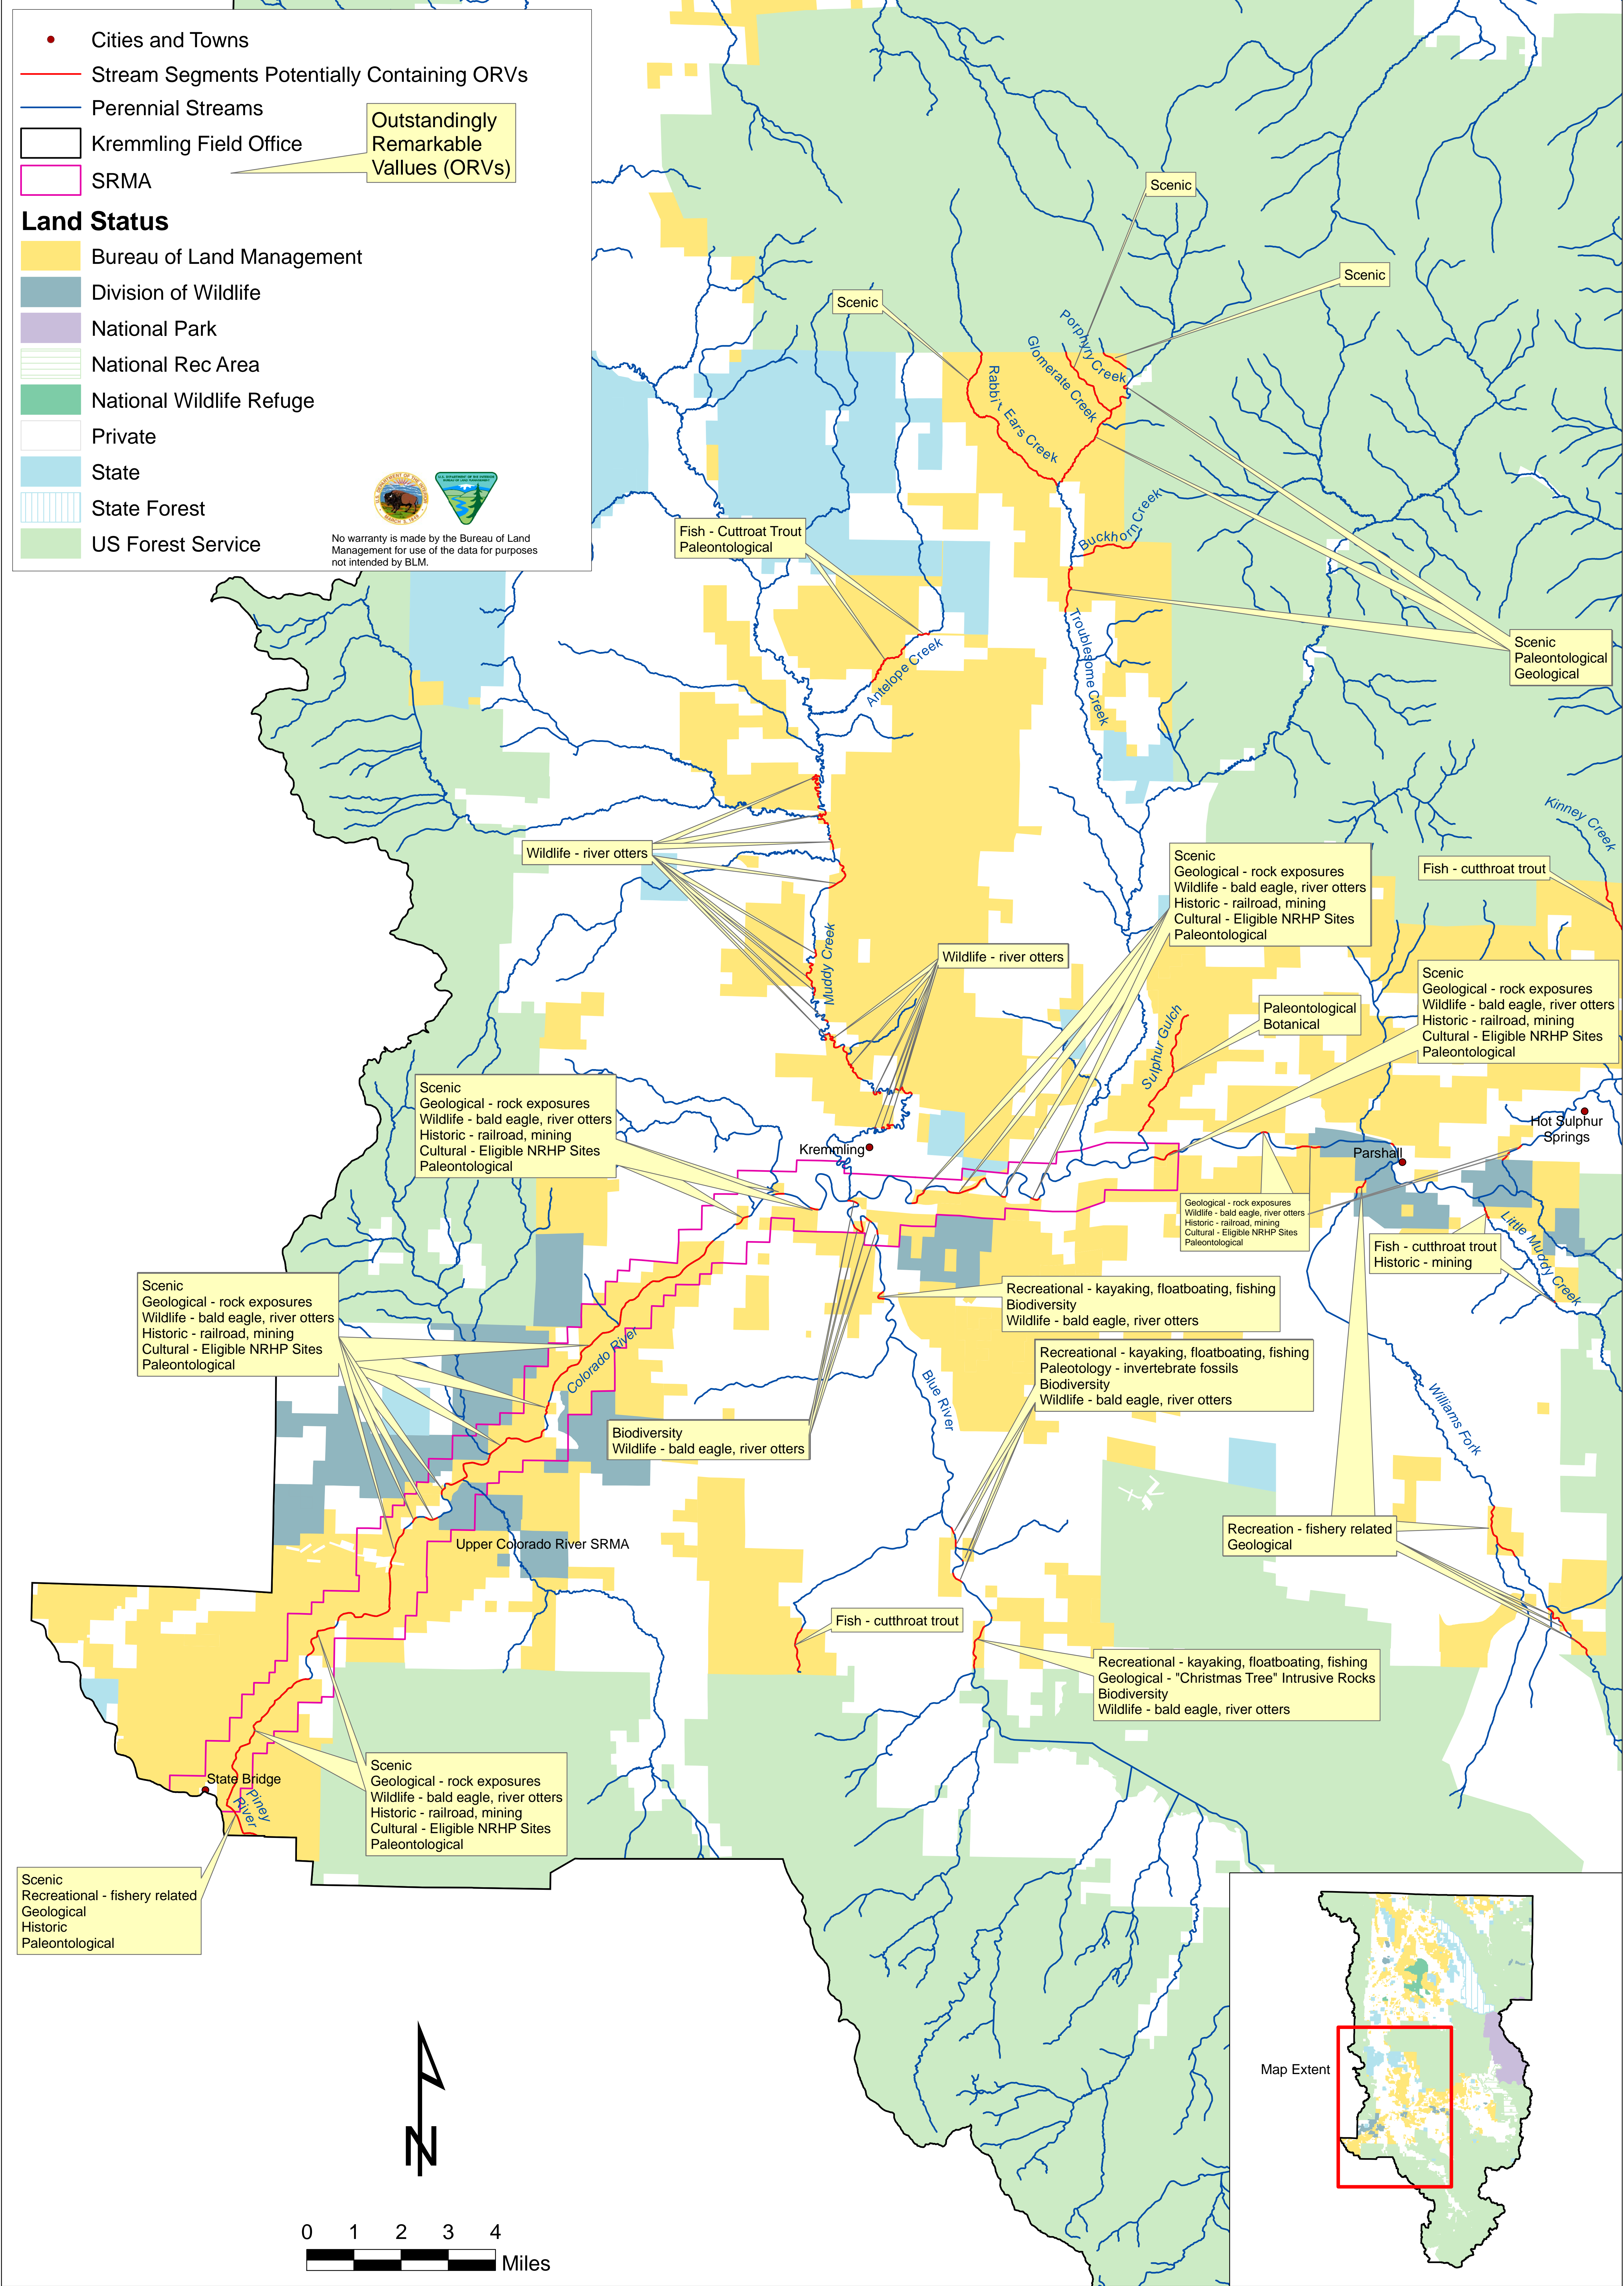 Cities and Towns
Stream Segments Potentially Containing ORVs
Perennial Streams
Kremmling Field Office
SRMA
Outstandingly
Remarkable
Vallues (ORVs)
Land Status
Bureau of Land Management
Division of Wildlife
National Park
National Rec Area
National Wildlife Refuge
Private
State
State Forest
US Forest Service
No warranty is made by the Bureau of Land
Management for use of the data for purposes
not intended by BLM.
Scenic
Scenic
Scenic
Porphyry Creek
Glomerate Creek
Rabbit Ears Creek
Buckhorn Creek
Fish - Cuttroat Trout
Paleontological
Antelope Creek
Troublesome Creek
Scenic
Paleontological
Geological
Kinney Creek
Wildlife - river otters
Scenic
Geological - rock exposures
Wildlife - bald eagle, river otters
Historic - railroad, mining
Cultural - Eligible NRHP Sites
Paleontological
Fish - cutthroat trout
Muddy Creek
Wildlife - river otters
Scenic
Geological - rock exposures
Wildlife - bald eagle, river otters
Historic - railroad, mining
Cultural - Eligible NRHP Sites
Paleontological
Paleontological
Botanical
Sulphur Gulch
Scenic
Geological - rock exposures
Wildlife - bald eagle, river otters
Historic - railroad, mining
Cultural - Eligible NRHP Sites
Paleontological
Hot Sulphur
Springs
Kremmling
Parshall
Geological - rock exposures
Wildlife - bald eagle, river otters
Historic - railroad, mining
Cultural - Eligible NRHP Sites
Paleontological
Fish - cutthroat trout
Historic - mining
Little Muddy Creek
Scenic
Geological - rock exposures
Wildlife - bald eagle, river otters
Historic - railroad, mining
Cultural - Eligible NRHP Sites
Paleontological
Recreational - kayaking, floatboating, fishing
Biodiversity
Wildlife - bald eagle, river otters
Colorado River
Recreational - kayaking, floatboating, fishing
Paleotology - invertebrate fossils
Biodiversity
Wildlife - bald eagle, river otters
Blue River
Williams Fork
Biodiversity
Wildlife - bald eagle, river otters
Upper Colorado River SRMA
Recreation - fishery related
Geological
Fish - cutthroat trout
Recreational - kayaking, floatboating, fishing
Geological - "Christmas Tree" Intrusive Rocks
Biodiversity
Wildlife - bald eagle, river otters
State Bridge
Piney
River
Scenic
Geological - rock exposures
Wildlife - bald eagle, river otters
Historic - railroad, mining
Cultural - Eligible NRHP Sites
Paleontological
Scenic
Recreational - fishery related
Geological
Historic
Paleontological
Map Extent
N
0 1 2 3 4
Miles